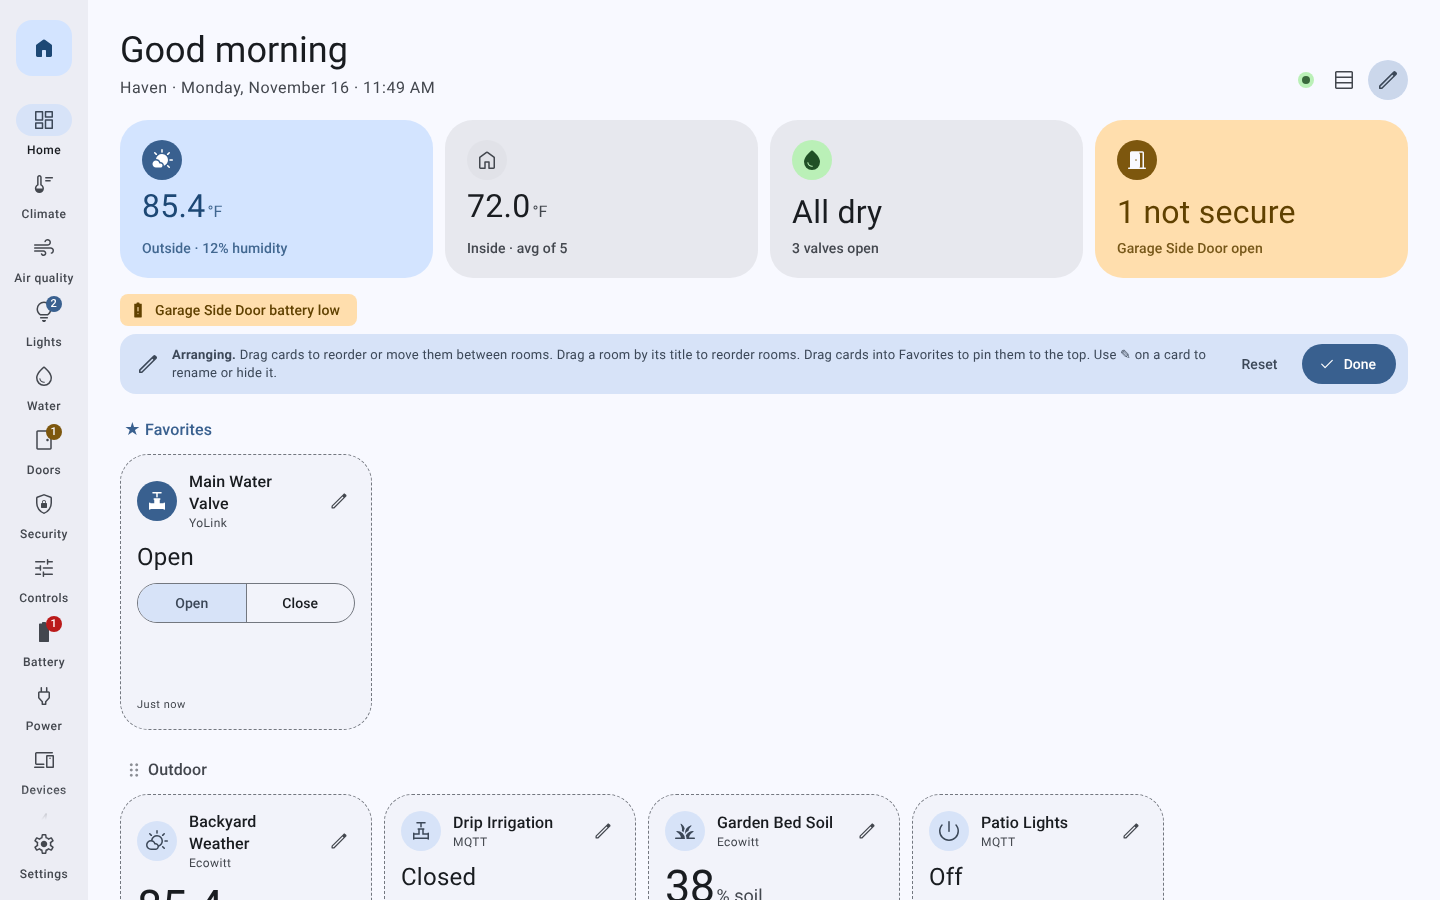 Good morning
Haven · Monday, November 16 · 11:49 AM
Home
Climate
Air quality
2
Lights
Water
1
Doors
Security
Controls
1
Battery
Power
Devices
Settings
85.4 °F
Outside · 12% humidity
72.0 °F
Inside · avg of 5
All dry
3 valves open
1 not secure
Garage Side Door open
Garage Side Door battery low
Arranging. Drag cards to reorder or move them between rooms. Drag a room by its title to reorder rooms. Drag cards into Favorites to pin them to the top. Use ✎ on a card to
rename or hide it.
Reset
Done
★ Favorites
Main Water
Valve
YoLink
Open
Open
Close
Just now
Outdoor
Backyard
Weather
Ecowitt
85.4
Drip Irrigation
MQTT
Closed
Garden Bed Soil
Ecowitt
38 % soil
Patio Lights
MQTT
Off